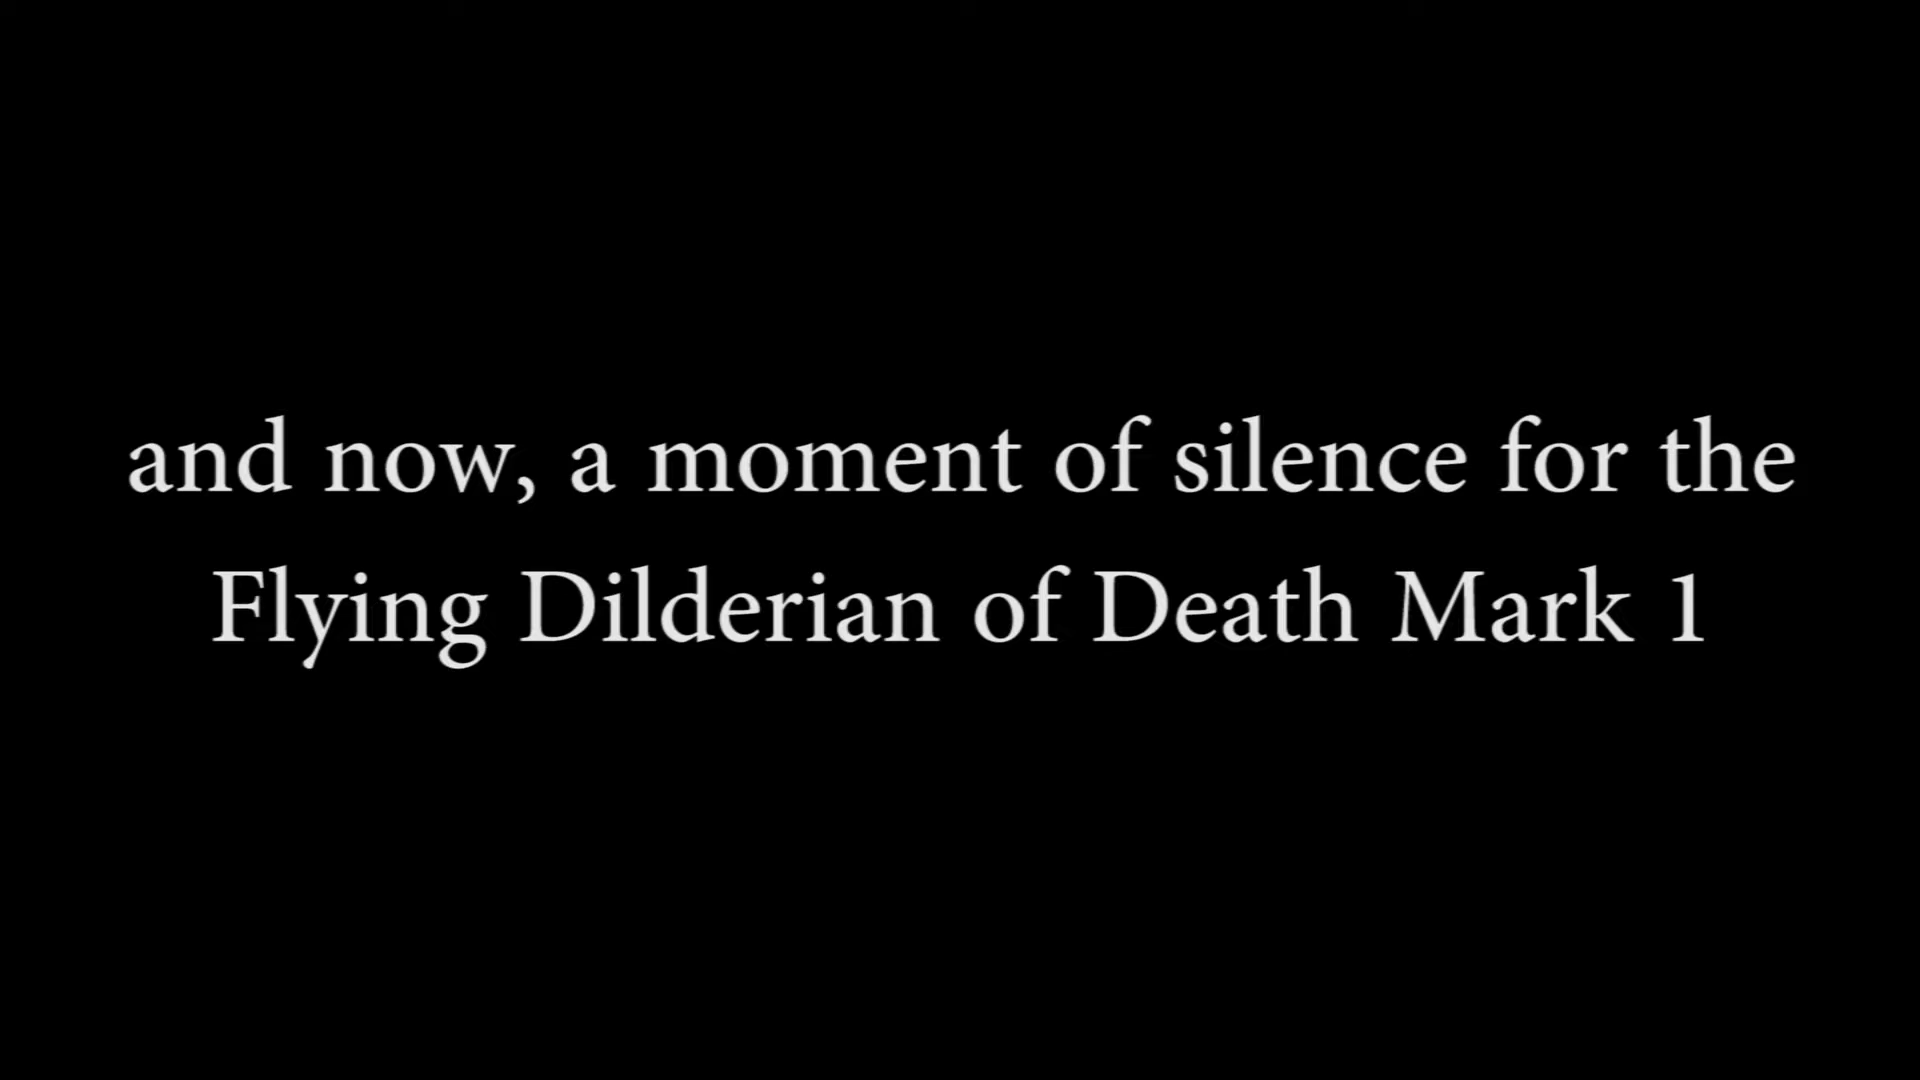 and now, a moment of silence for the
Flying Dilderian of Death Mark 1